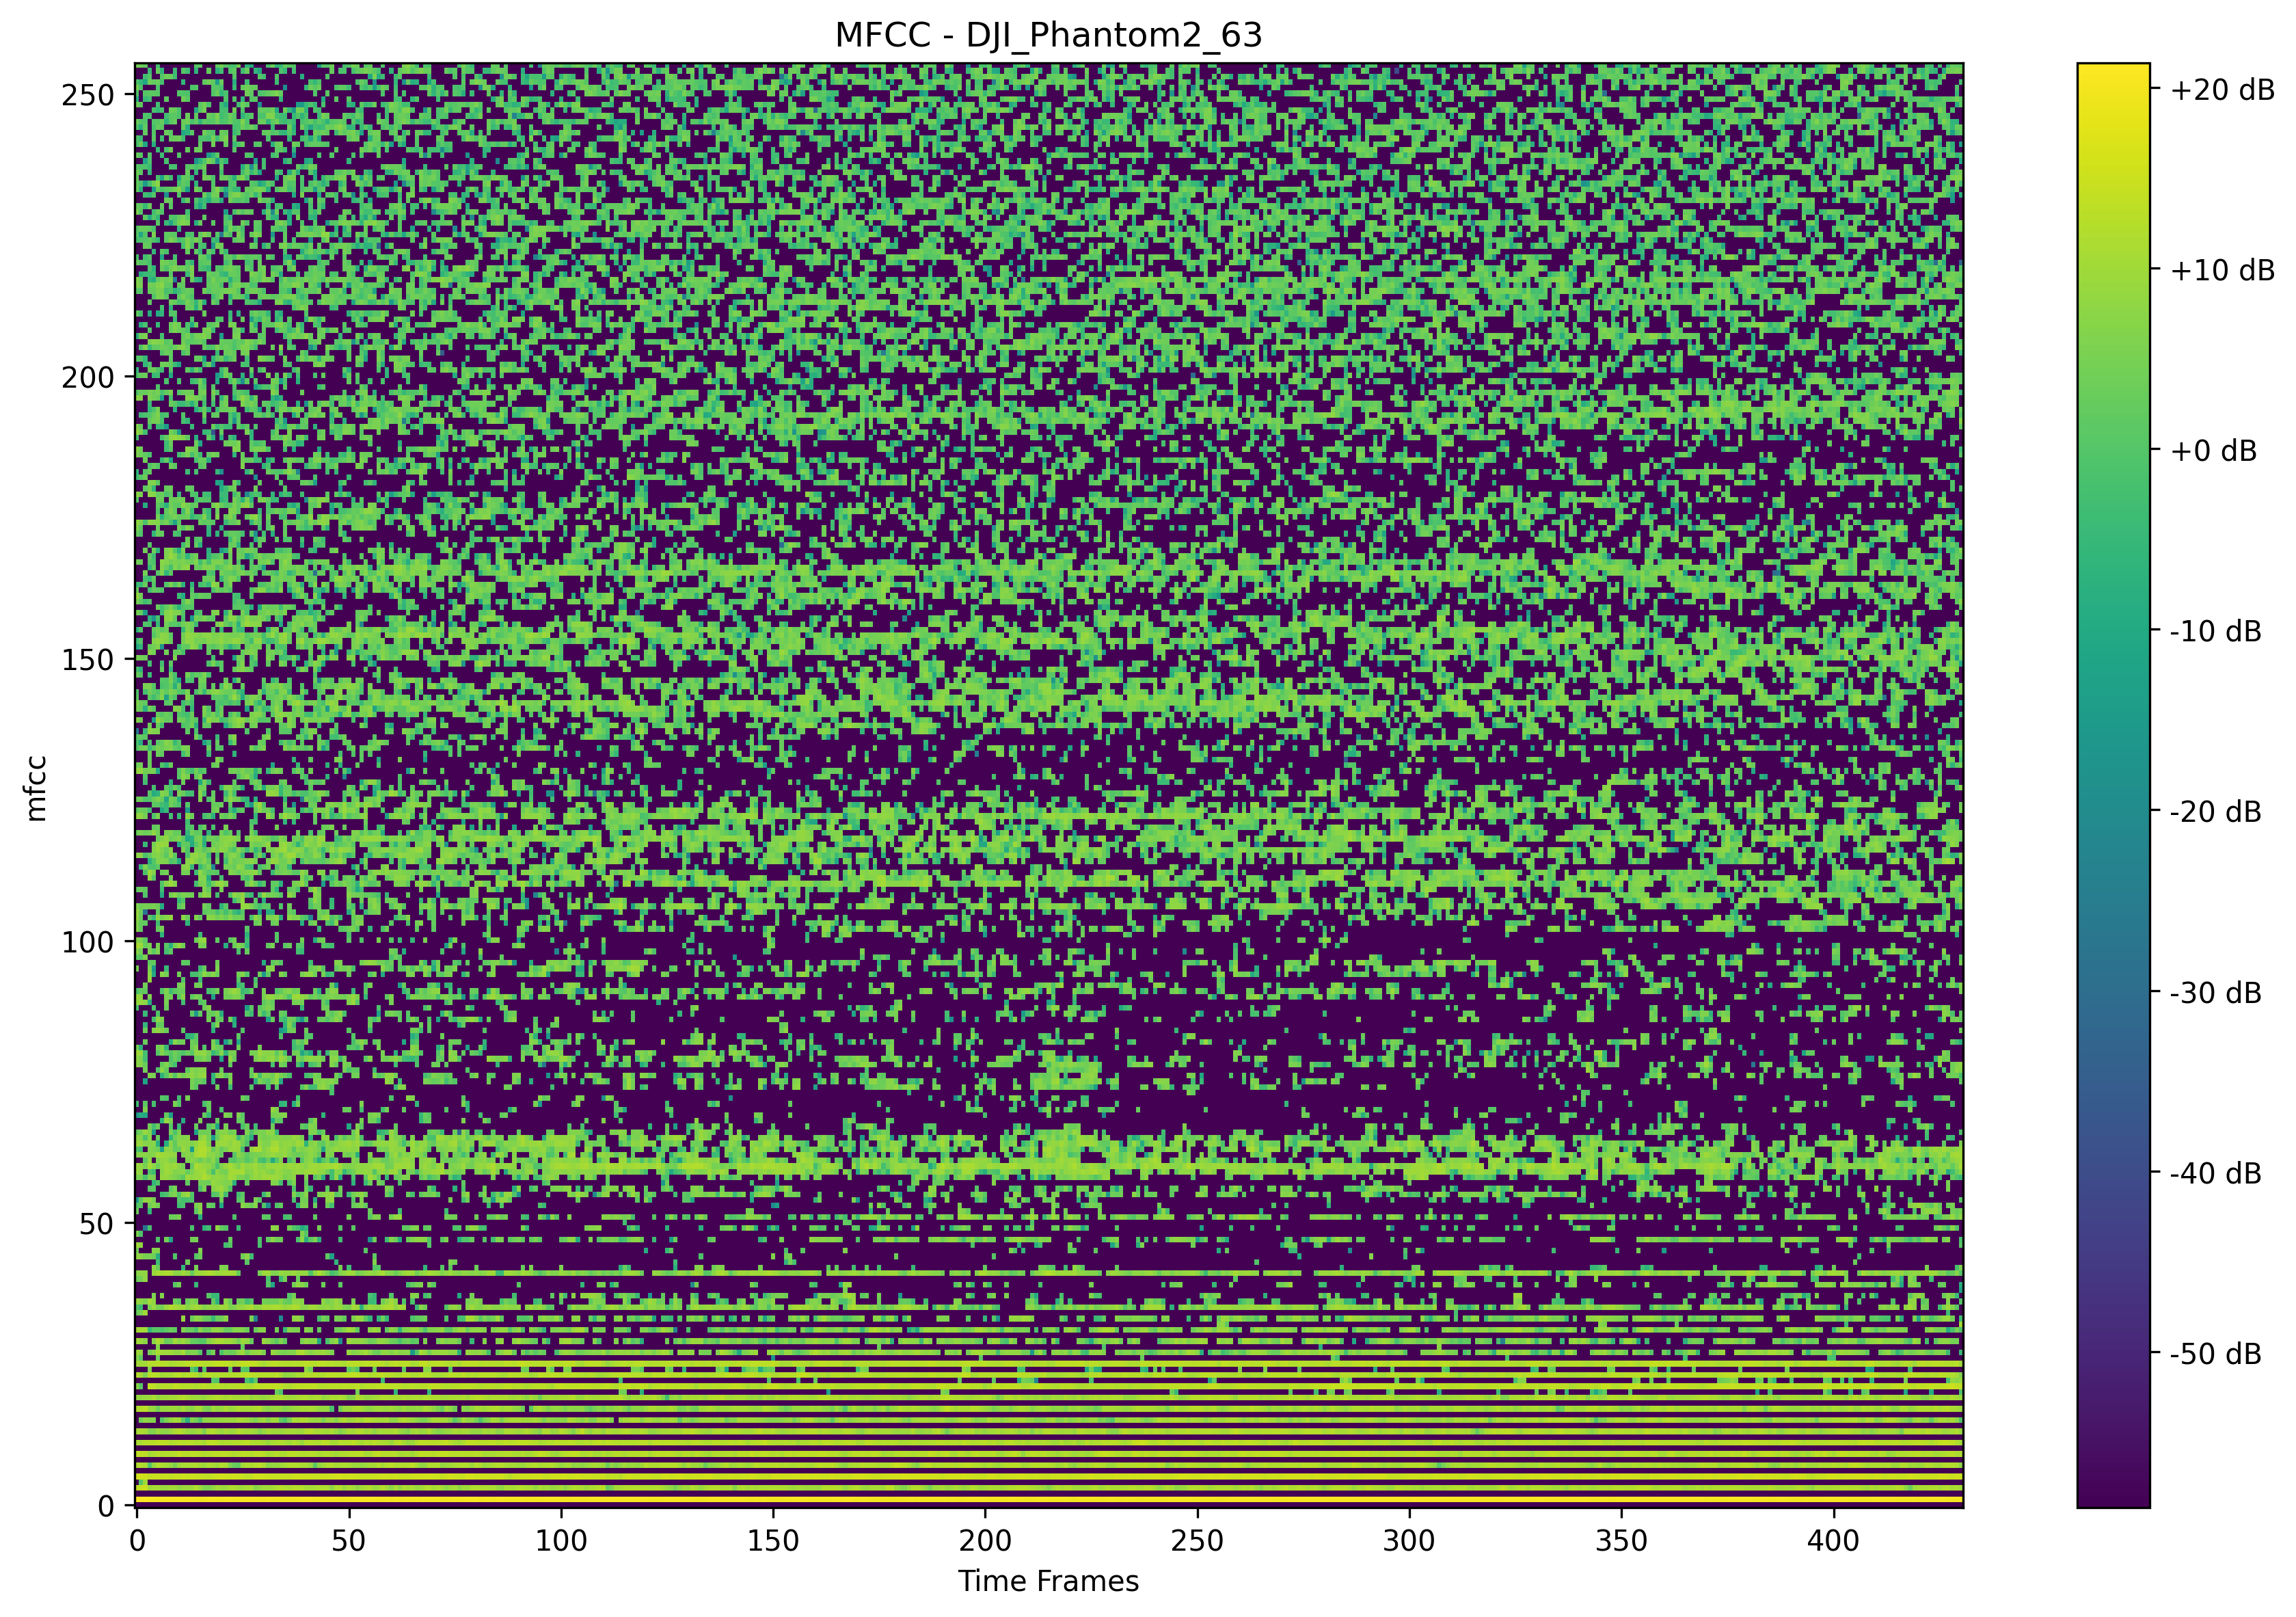 MFCC - DJI_Phantom2_63
250
200
150
100
50
0
mfcc
0 50 100 150 200 250 300 350 400
Time Frames
+20 dB
+10 dB
+0 dB
-10 dB
-20 dB
-30 dB
-40 dB
-50 dB